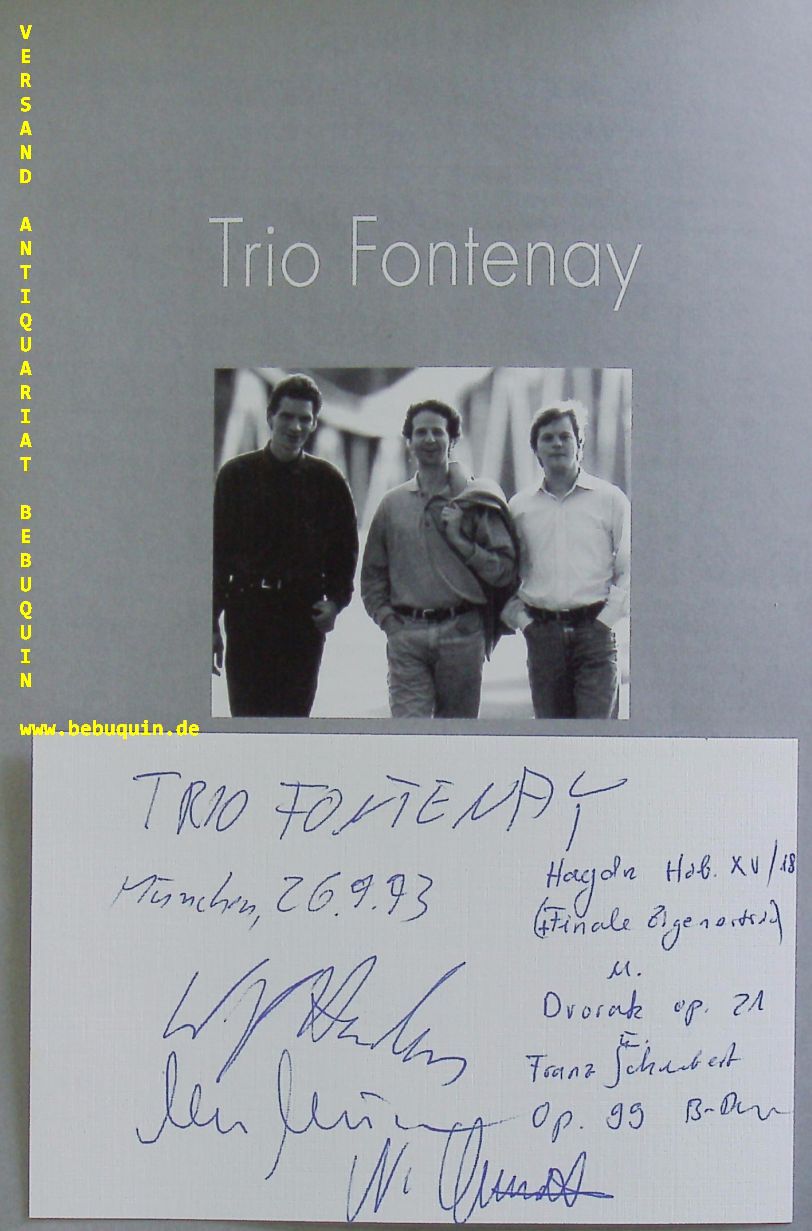 VERSAND ANTIQUARIAT BEBUQUIN
www.bebuquin.de
Trio Fontenay
TRIO FONTENAY
München, 26.9.93
Haydn Hob. XV/18
(+Finale
u.
Dvorak op. 21
F.
Franz Schubert
Op. 99 B-Dur